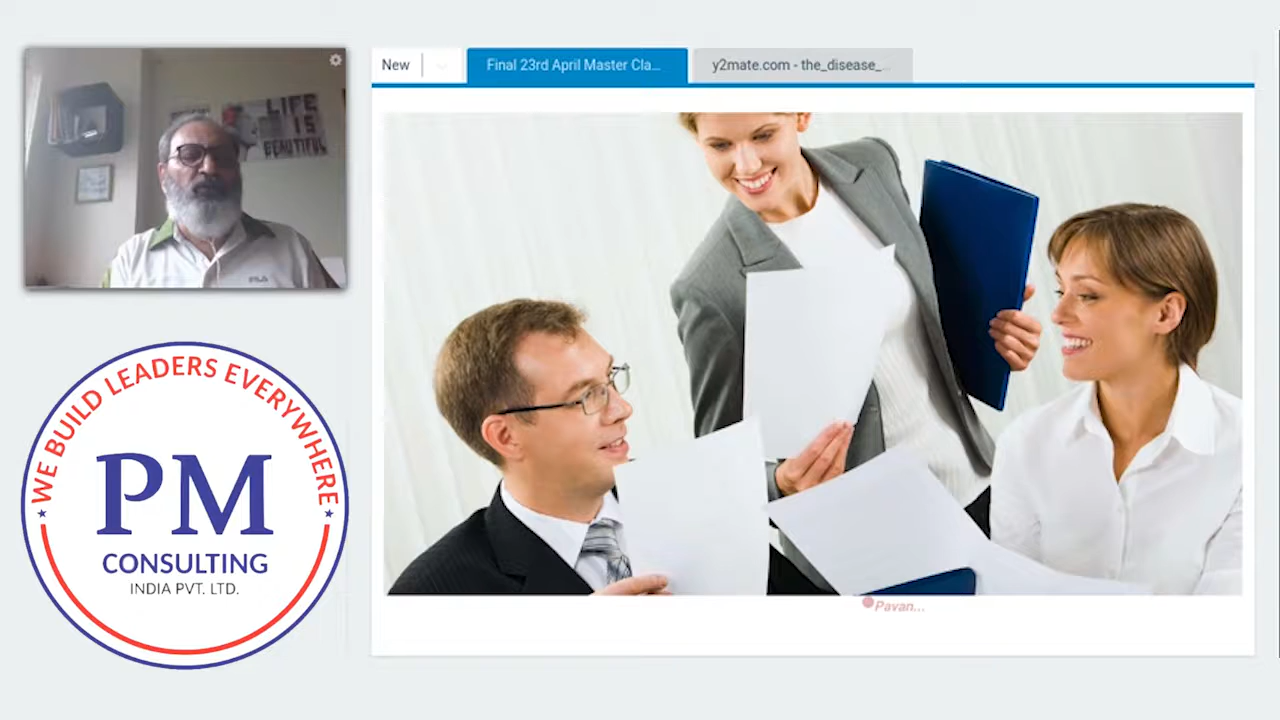 LIFE
IS
BEAUTIFUL
FILA
New
Final 23rd April Master Cla...
y2mate.com - the_disease_...
WE BUILD LEADERS EVERYWHERE
PM
CONSULTING
INDIA PVT. LTD.
Pavan...